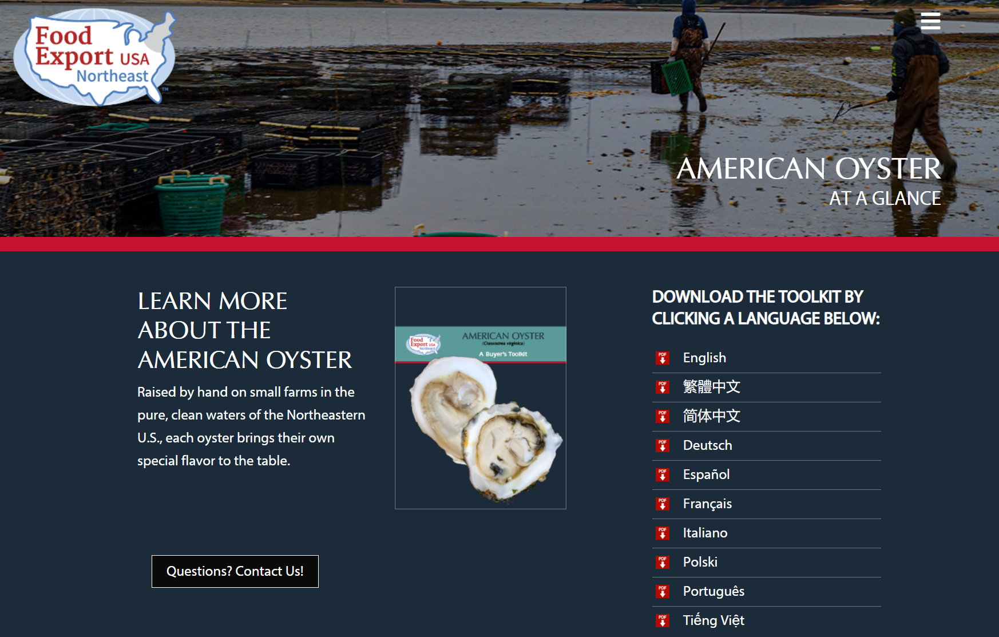 Food
Export USA
Northeast
TM
AMERICAN OYSTER
AT A GLANCE
LEARN MORE
ABOUT THE
AMERICAN OYSTER
Raised by hand on small farms in the
pure, clean waters of the Northeastern
U.S., each oyster brings their own
special flavor to the table.
Questions? Contact Us!
Food
Export USA
Northeast
AMERICAN OYSTER
(Crassostrea virginica)
A Buyer's Toolkit
DOWNLOAD THE TOOLKIT BY
CLICKING A LANGUAGE BELOW:
PDF English
PDF 繁體中文
PDF 简体中文
PDF Deutsch
PDF Español
PDF Français
PDF Italiano
PDF Polski
PDF Português
PDF Tiếng Việt